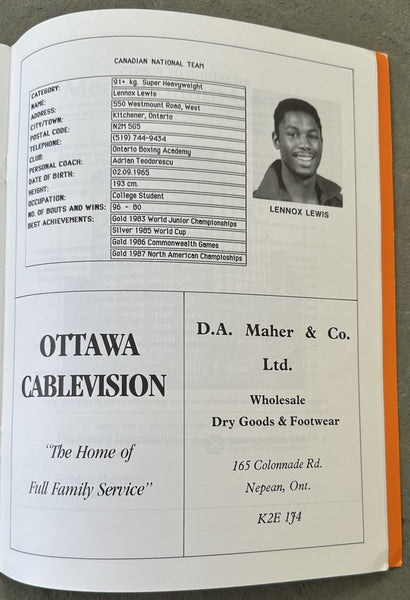 CANADIAN NATIONAL TEAM
CATEGORY: 91+ kg. Super Heavyweight
NAME: Lennox Lewis
ADDRESS: 550 Westmount Road, West
CITY/TOWN: Kitchener, Ontario
POSTAL CODE: N2M 5G5
TELEPHONE: (519) 744-9434
CLUB: Ontario Boxing Academy
PERSONAL COACH: Adrian Teodorescu
DATE OF BIRTH: 02.09.1965
HEIGHT: 193 cm.
OCCUPATION: College Student
NO. OF BOUTS AND WINS: 96 - 80
BEST ACHIEVEMENTS: Gold 1983 World Junior Championships
Silver 1985 World Cup
Gold 1986 Commonwealth Games
Gold 1987 North American Champioships
LENNOX LEWIS
OTTAWA
CABLEVISION
"The Home of
Full Family Service"
D.A. Maher & Co.
Ltd.
Wholesale
Dry Goods & Footwear
165 Colonnade Rd.
Nepean, Ont.
K2E 1J4